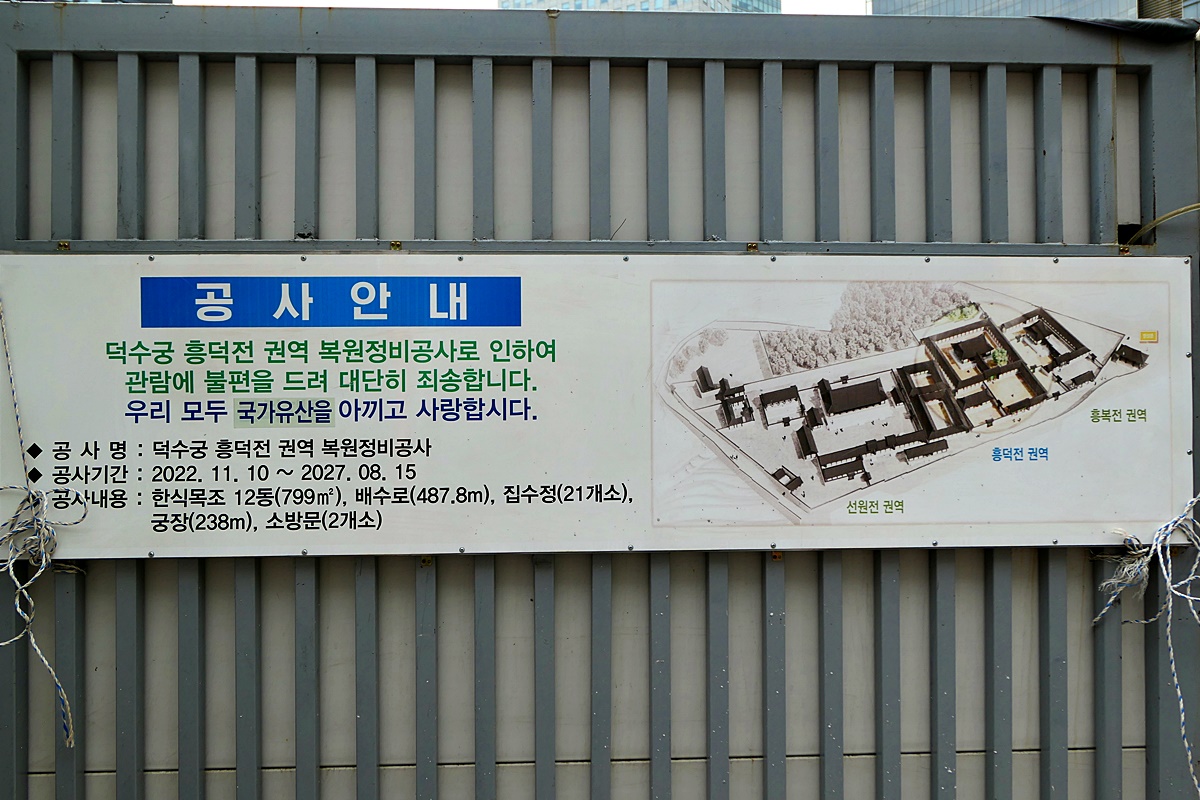 공 사 안 내
덕수궁 흥덕전 권역 복원정비공사로 인하여
관람에 불편을 드려 대단히 죄송합니다.
우리 모두 국가유산을 아끼고 사랑합시다.
◆ 공 사 명 : 덕수궁 흥덕전 권역 복원정비공사
◆ 공사기간 : 2022. 11. 10 ~ 2027. 08. 15
◆ 공사내용 : 한식목조 12동(799㎡), 배수로(487.8m), 집수정(21개소),
궁장(238m), 소방문(2개소)
흥복전 권역
흥덕전 권역
선원전 권역